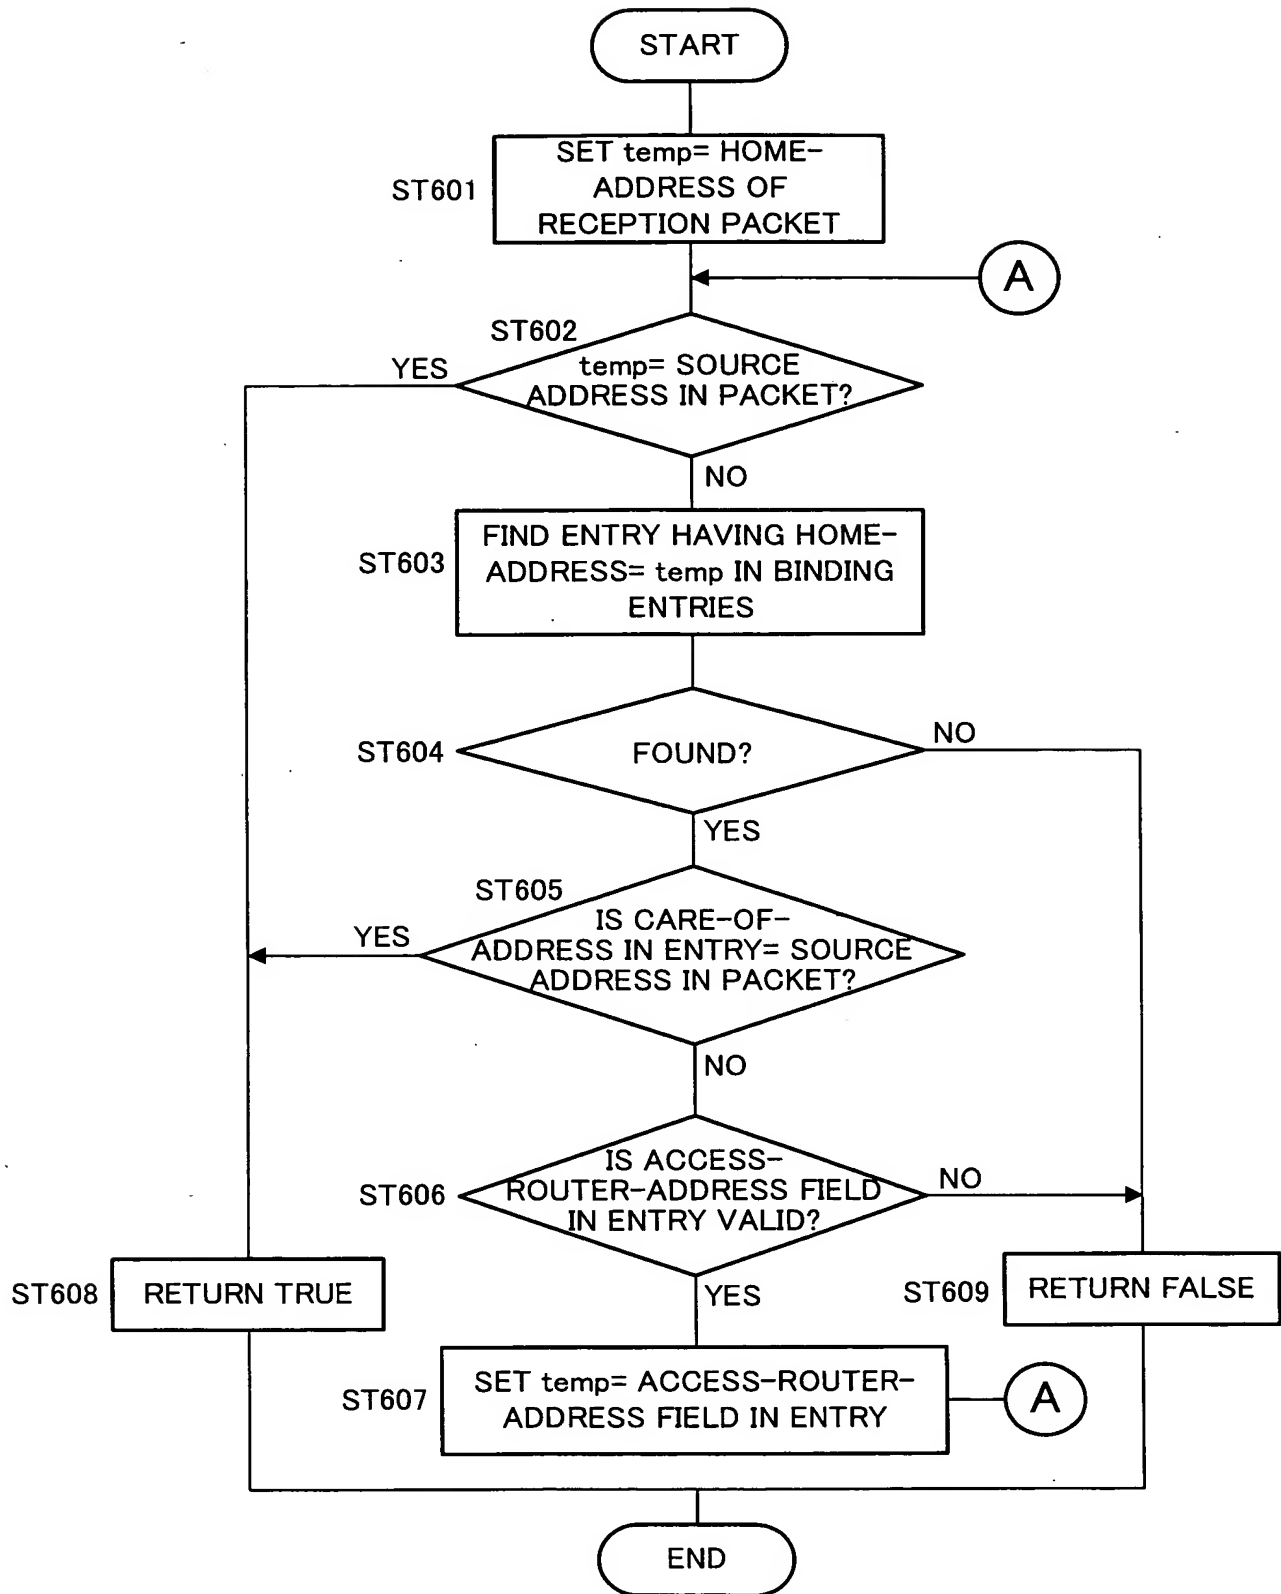 START
SET temp= HOME-
ADDRESS OF
RECEPTION PACKET
ST601
A
ST602
YES
temp= SOURCE
ADDRESS IN PACKET?
NO
FIND ENTRY HAVING HOME-
ADDRESS= temp IN BINDING
ENTRIES
ST603
ST604
FOUND?
NO
YES
ST605
YES
IS CARE-OF-
ADDRESS IN ENTRY= SOURCE
ADDRESS IN PACKET?
NO
ST606
IS ACCESS-
ROUTER-ADDRESS FIELD
IN ENTRY VALID?
NO
YES
ST608
RETURN TRUE
ST609
RETURN FALSE
ST607
SET temp= ACCESS-ROUTER-
ADDRESS FIELD IN ENTRY
A
END